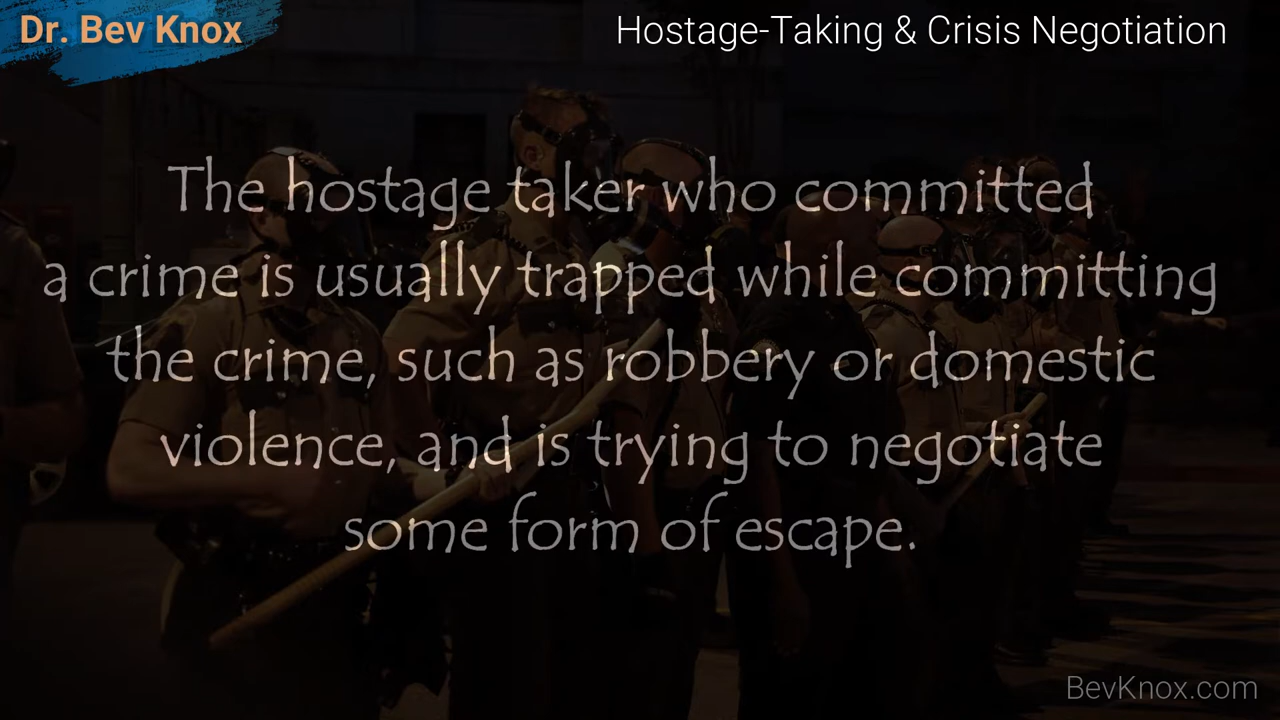 Dr. Bev Knox
Hostage-Taking & Crisis Negotiation
The hostage taker who committed
a crime is usually trapped while committing
the crime, such as robbery or domestic
violence, and is trying to negotiate
some form of escape.
BevKnox.com